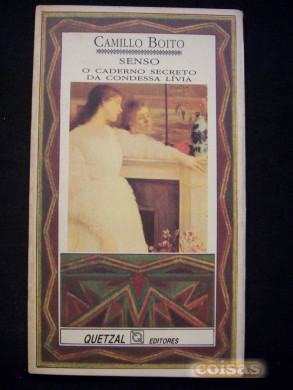 CAMILLO BOITO
SENSO
O CADERNO SECRETO
DA CONDESSA LÍVIA
QUETZAL EDITORES
coisas